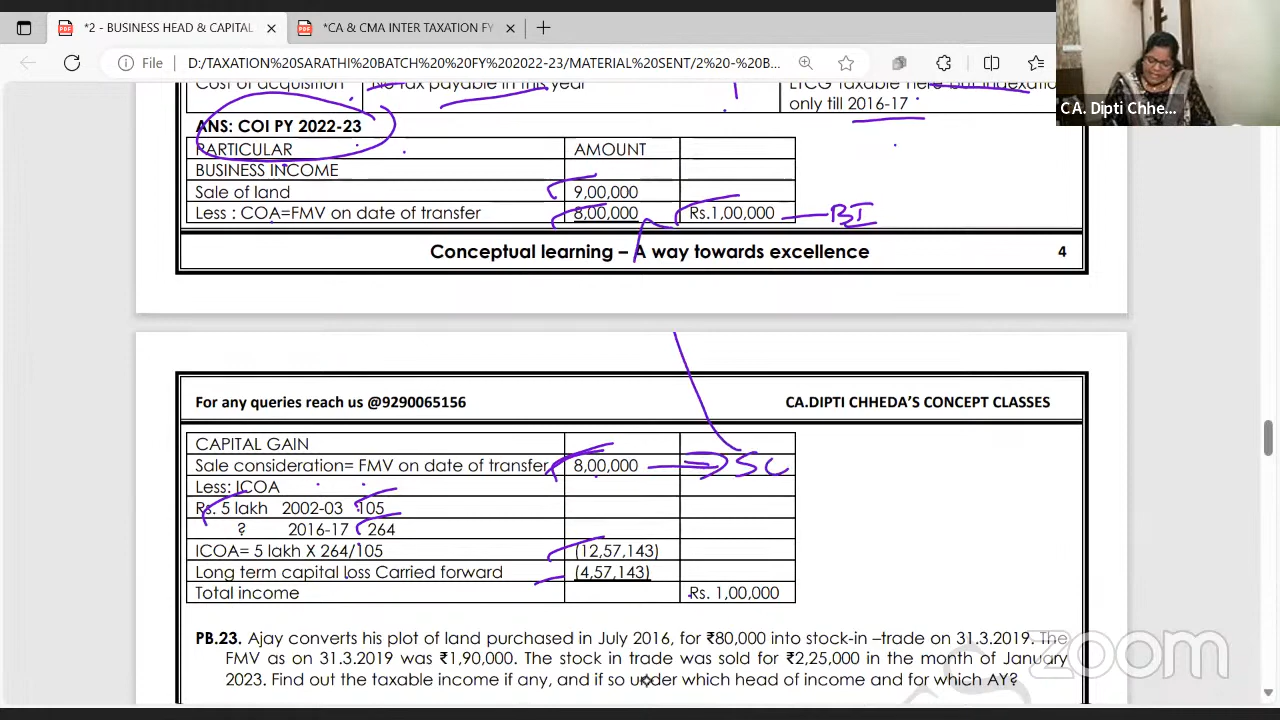 *2 - BUSINESS HEAD & CAPITAL
*CA & CMA INTER TAXATION FY
File
D:/TAXATION%20SARATHI%20BATCH%20%20FY%202022-23/MATERIAL%20SENT/2%20-%20B...
C A. Dipti Chhe...
Cost of acquisition
No tax payable in this year
LTCG Taxable here but indexation
only till 2016-17
ANS: COI PY 2022-23
PARTICULAR AMOUNT
BUSINESS INCOME
Sale of land 9,00,000
Less : COA=FMV on date of transfer 8,00,000 Rs.1,00,000 BI
Conceptual learning – A way towards excellence 4
For any queries reach us @9290065156 CA.DIPTI CHHEDA'S CONCEPT CLASSES
CAPITAL GAIN
Sale consideration= FMV on date of transfer 8,00,000 SC
Less: ICOA
Rs. 5 lakh 2002-03 105
? 2016-17 264
ICOA= 5 lakh X 264/105 (12,57,143)
Long term capital loss Carried forward (4,57,143)
Total income Rs. 1,00,000
PB.23. Ajay converts his plot of land purchased in July 2016, for ₹80,000 into stock-in –trade on 31.3.2019. The
FMV as on 31.3.2019 was ₹1,90,000. The stock in trade was sold for ₹2,25,000 in the month of January
2023. Find out the taxable income if any, and if so under which head of income and for which AY?
zoom